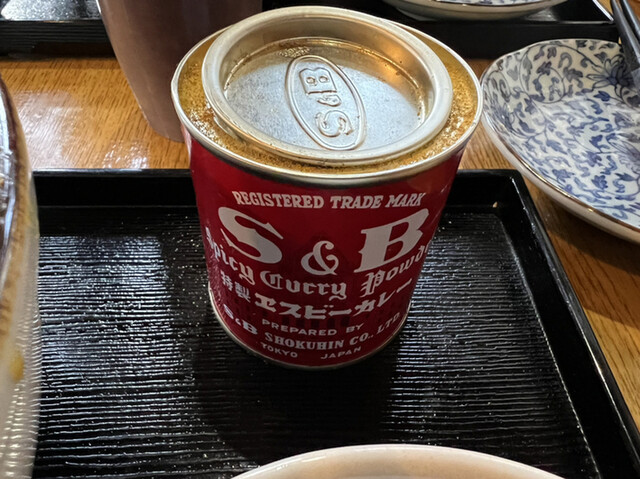 S&B
REGISTERED TRADE MARK
S & B
Spicy Curry Powde
特製 エスビーカレー
PREPARED BY
S&B SHOKUHIN CO., LTD.
TOKYO JAPAN